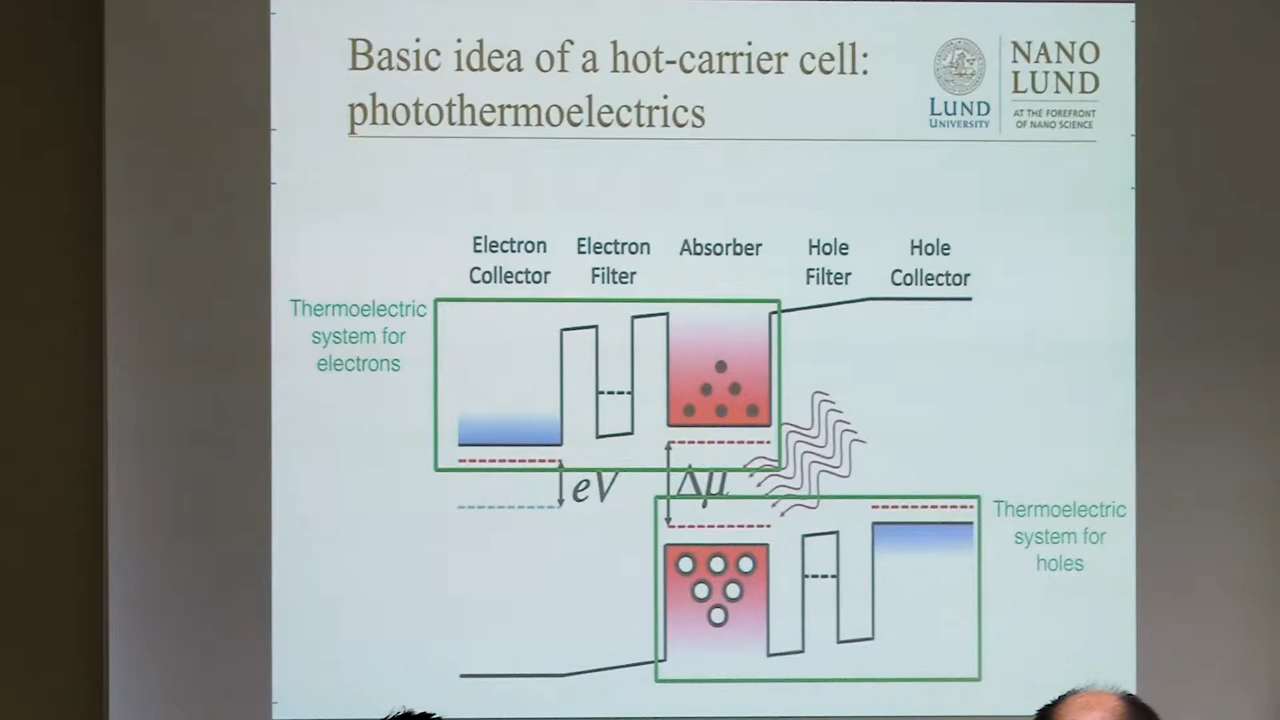 Basic idea of a hot-carrier cell:
photothermoelectrics
LUND
UNIVERSITY
NANO
LUND
AT THE FOREFRONT
OF NANO SCIENCE
Electron
Collector
Electron
Filter
Absorber
Hole
Filter
Hole
Collector
Thermoelectric
system for
electrons
eV
Δμ
Thermoelectric
system for
holes